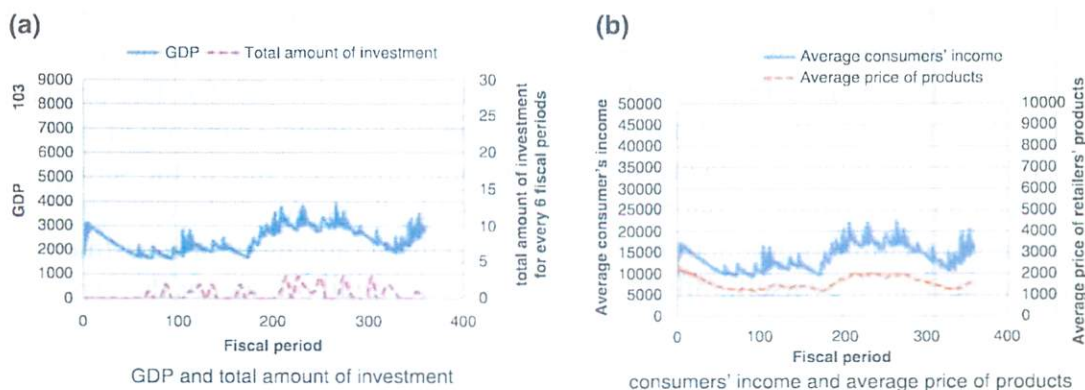 (a)
GDP Total amount of investment
103
9000
8000
7000
6000
5000
4000
3000
2000
1000
0
GDP
30
25
20
15
10
5
0
total amount of investment
for every 6 fiscal periods
0 100 200 300 400
Fiscal period
GDP and total amount of investment
(b)
Average consumers' income
Average price of products
50000
45000
40000
35000
30000
25000
20000
15000
10000
5000
0
Average consumer's income
10000
9000
8000
7000
6000
5000
4000
3000
2000
1000
0
Average price of retailers' products
0 100 200 300 400
Fiscal period
consumers' income and average price of products